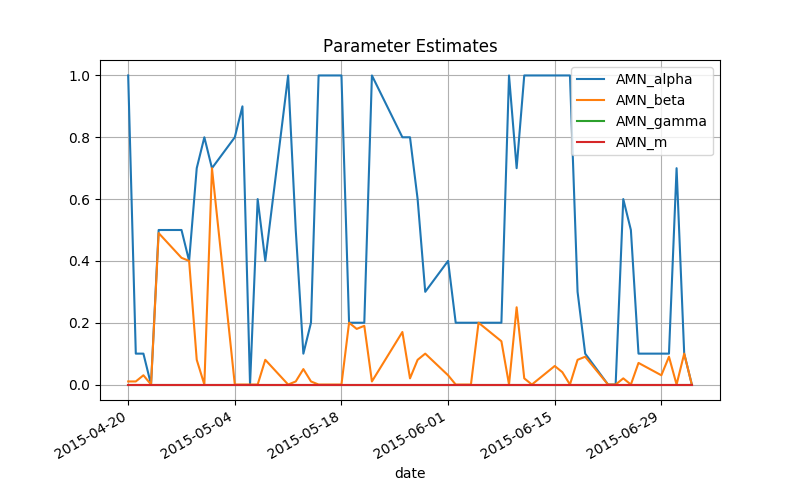 Parameter Estimates
AMN_alpha
AMN_beta
AMN_gamma
AMN_m
1.0
0.8
0.6
0.4
0.2
0.0
2015-04-20
2015-05-04
2015-05-18
2015-06-01
2015-06-15
2015-06-29
date